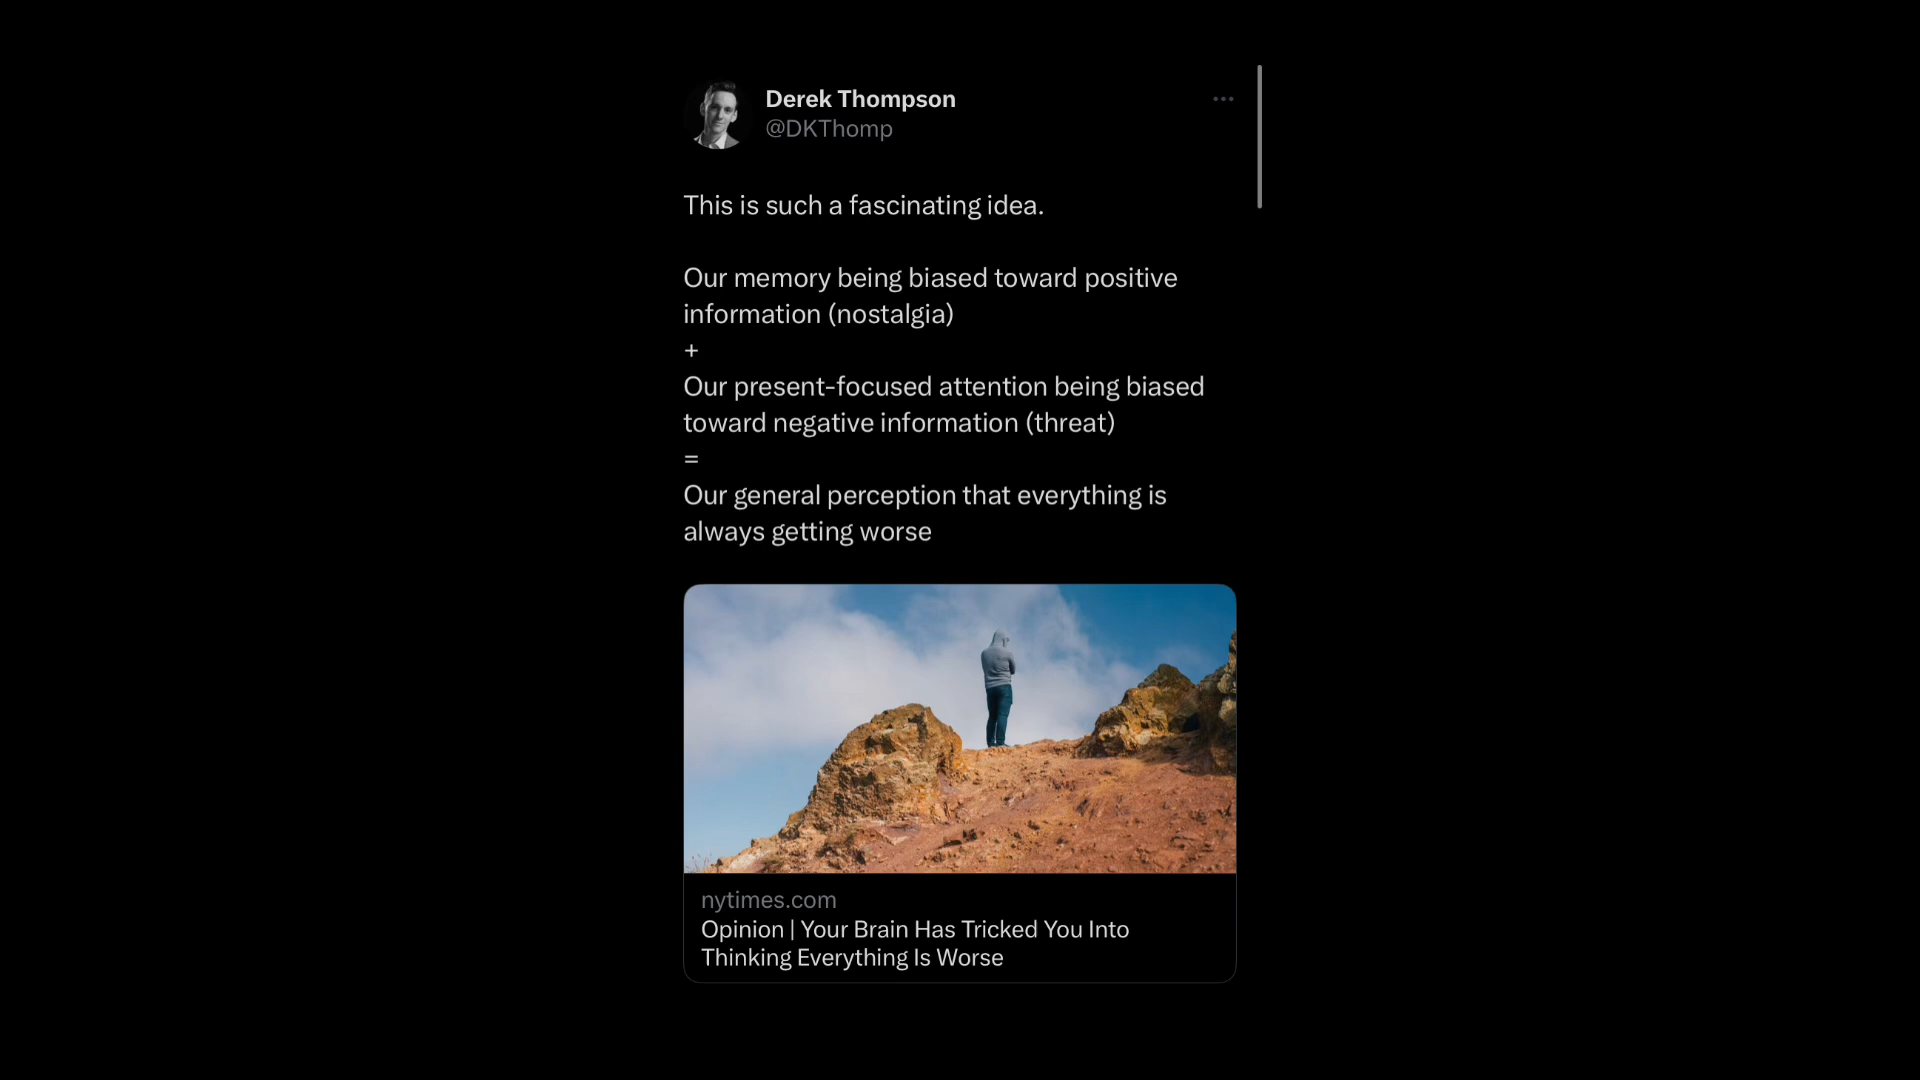 Derek Thompson
@DKThomp
This is such a fascinating idea.
Our memory being biased toward positive
information (nostalgia)
+
Our present-focused attention being biased
toward negative information (threat)
=
Our general perception that everything is
always getting worse
nytimes.com
Opinion | Your Brain Has Tricked You Into
Thinking Everything Is Worse